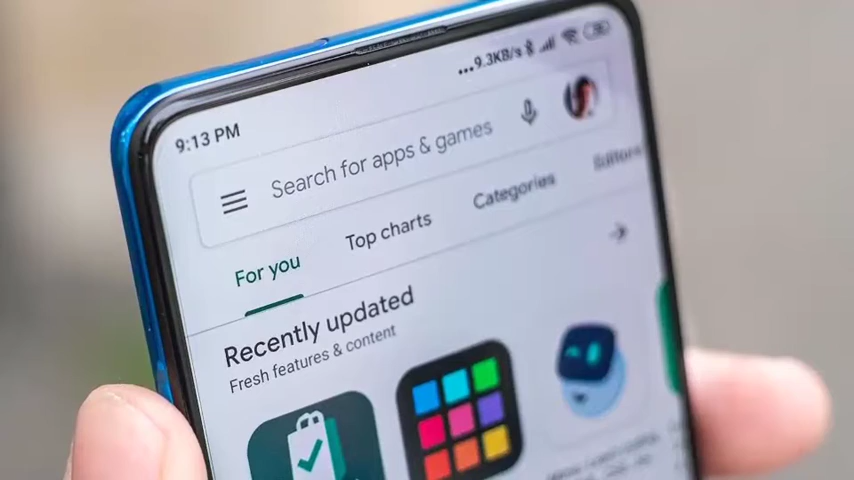 ...9.3KB/s
9:13 PM
Search for apps & games
For you
Top charts
Categories
Editors
Recently updated
Fresh features & content